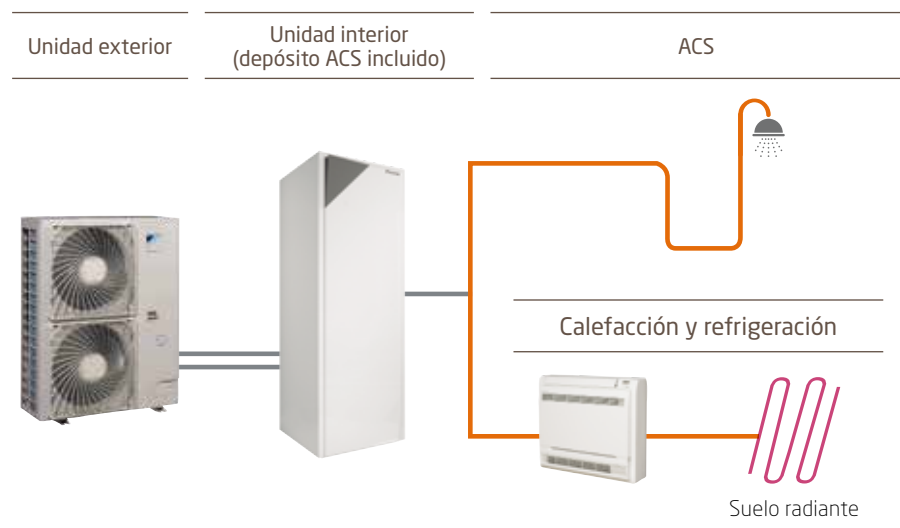 Unidad exterior
Unidad interior
(depósito ACS incluido)
ACS
Calefacción y refrigeración
Suelo radiante